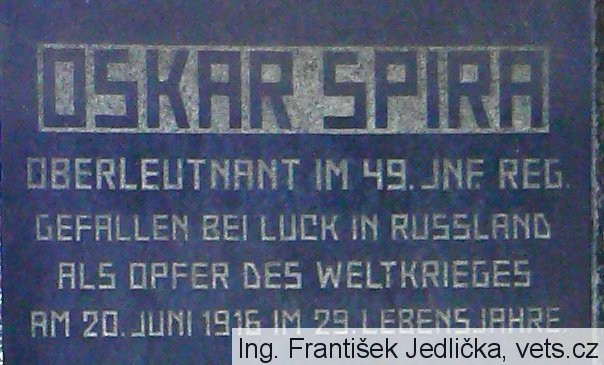 OSKAR SPIRA
OBERLEUTNANT IM 49. JNF. REG.
GEFALLEN BEI LUCK IN RUSSLAND
ALS OPFER DES WELTKRIEGES
AM 20. JUNI 1916 IM 29. LEBENSJAHRE.
Ing. František Jedlička, vets.cz